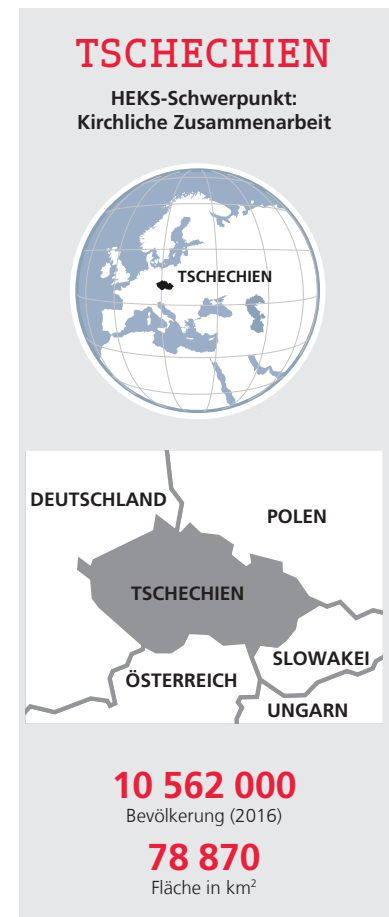 TSCHECHIEN
HEKS-Schwerpunkt:
Kirchliche Zusammenarbeit
TSCHECHIEN
DEUTSCHLAND
POLEN
TSCHECHIEN
SLOWAKEI
ÖSTERREICH
UNGARN
10 562 000
Bevölkerung (2016)
78 870
Fläche in km²